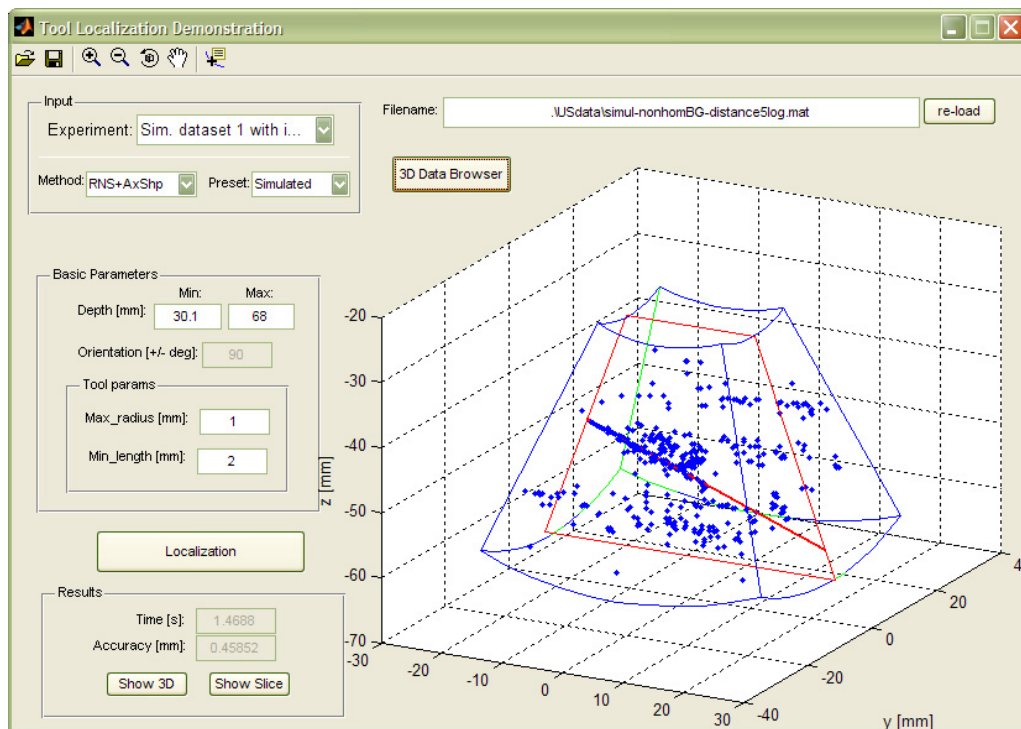 Tool Localization Demonstration
Input
Experiment: Sim. dataset 1 with i...
Method: RNS+AxShp Preset: Simulated
Filename: .\USdata\simul-nonhomBG-distance5log.mat re-load
3D Data Browser
Basic Parameters
Min: Max:
Depth [mm]: 30.1 68
Orientation [+/- deg]: 90
Tool params
Max_radius [mm]: 1
Min_length [mm]: 2
Localization
Results
Time [s]: 1.4688
Accuracy [mm]: 0.45852
Show 3D Show Slice
z [mm]
-20
-30
-40
-50
-60
-70
-30
-20
-10
0
10
20
30
-40
-20
0
20
4
y [mm]